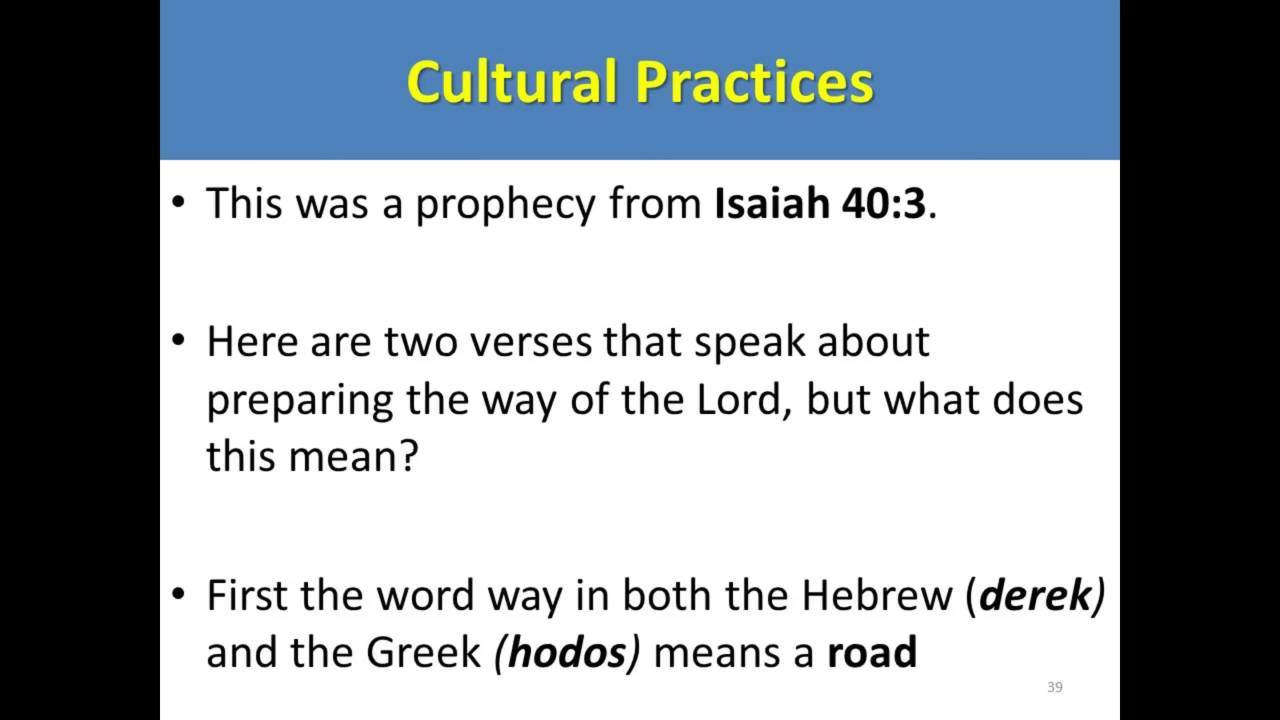 Cultural Practices
• This was a prophecy from Isaiah 40:3.
• Here are two verses that speak about
preparing the way of the Lord, but what does
this mean?
• First the word way in both the Hebrew (derek)
and the Greek (hodos) means a road
39